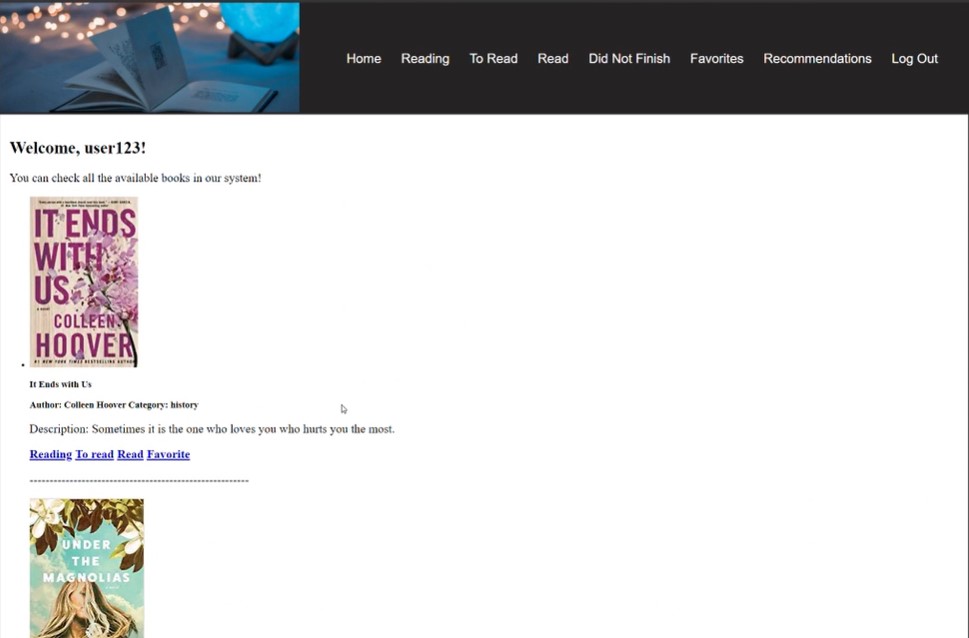 Home Reading To Read Read Did Not Finish Favorites Recommendations Log Out
Welcome, user123!
You can check all the available books in our system!
IT ENDS
WITH
US
a novel
COLLEEN
HOOVER
#1 NEW YORK TIMES BESTSELLING AUTHOR
It Ends with Us
Author: Colleen Hoover Category: history
Description: Sometimes it is the one who loves you who hurts you the most.
Reading To read Read Favorite
-------------------------------------------------------
UNDER
THE
MAGNOLIAS